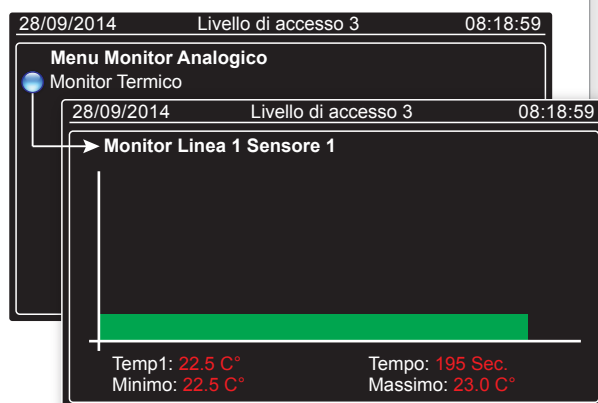 28/09/2014 Livello di accesso 3 08:18:59
Menu Monitor Analogico
Monitor Termico
28/09/2014 Livello di accesso 3 08:18:59
Monitor Linea 1 Sensore 1
Temp1: 22.5 C° Tempo: 195 Sec.
Minimo: 22.5 C° Massimo: 23.0 C°